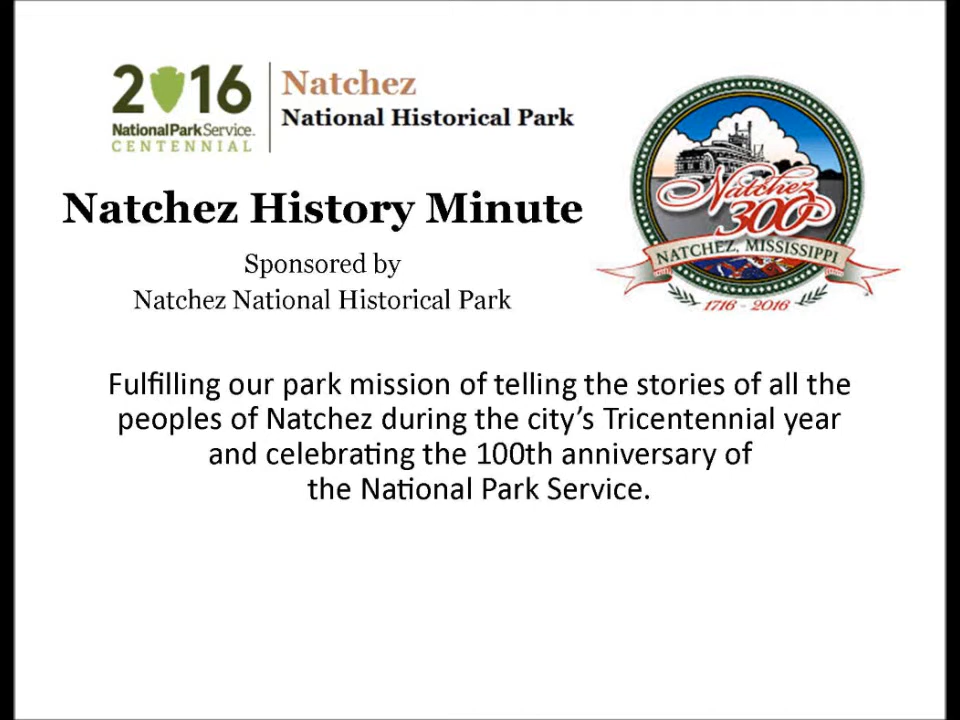 2016
National Park Service.
CENTENNIAL
Natchez
National Historical Park
Natchez
300
NATCHEZ, MISSISSIPPI
1716 - 2016
Natchez History Minute
Sponsored by
Natchez National Historical Park
Fulfilling our park mission of telling the stories of all the
peoples of Natchez during the city’s Tricentennial year
and celebrating the 100th anniversary of
the National Park Service.